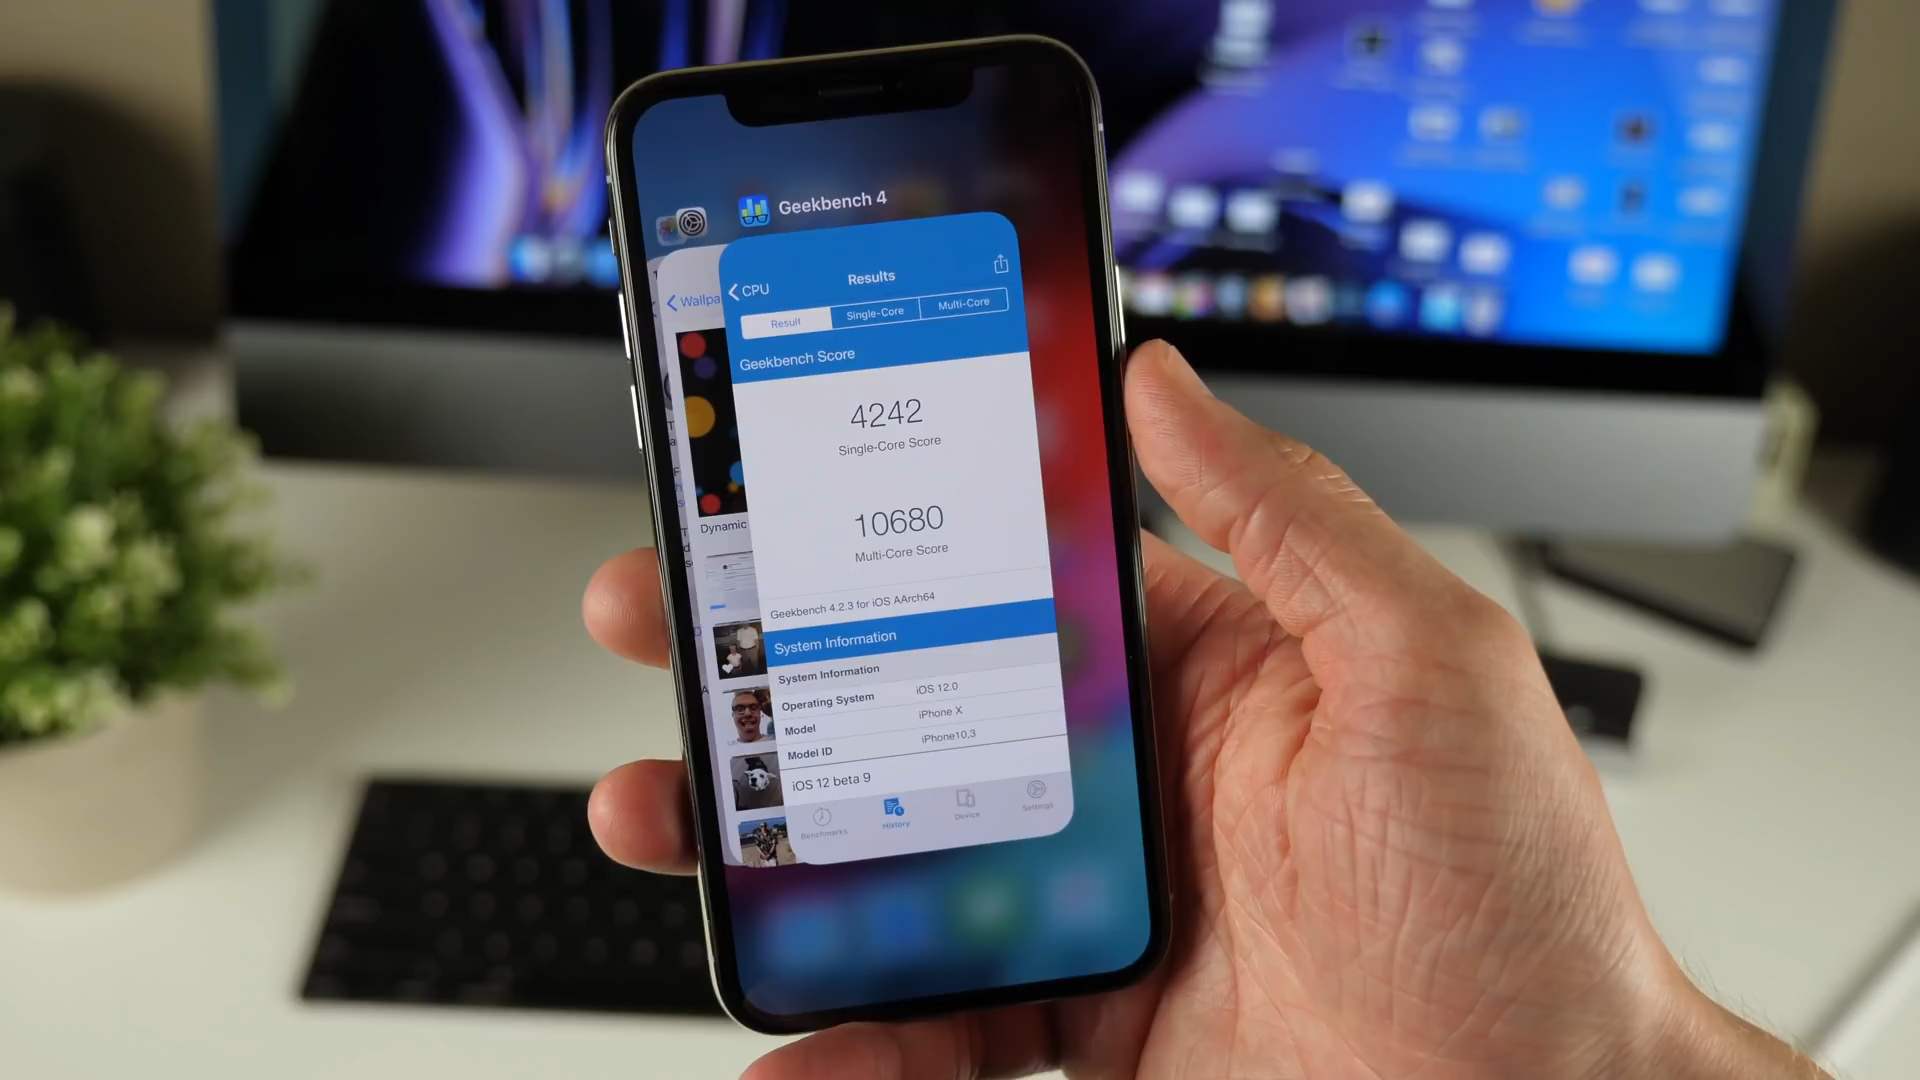 Geekbench 4
CPU
Results
Wallpa
Result
Single-Core
Multi-Core
Geekbench Score
4242
Single-Core Score
Dynamic
10680
Multi-Core Score
Geekbench 4.2.3 for iOS AArch64
System Information
System Information
Operating System iOS 12.0
Model iPhone X
Model ID iPhone10,3
iOS 12 beta 9
Benchmarks
History
Device
Settings